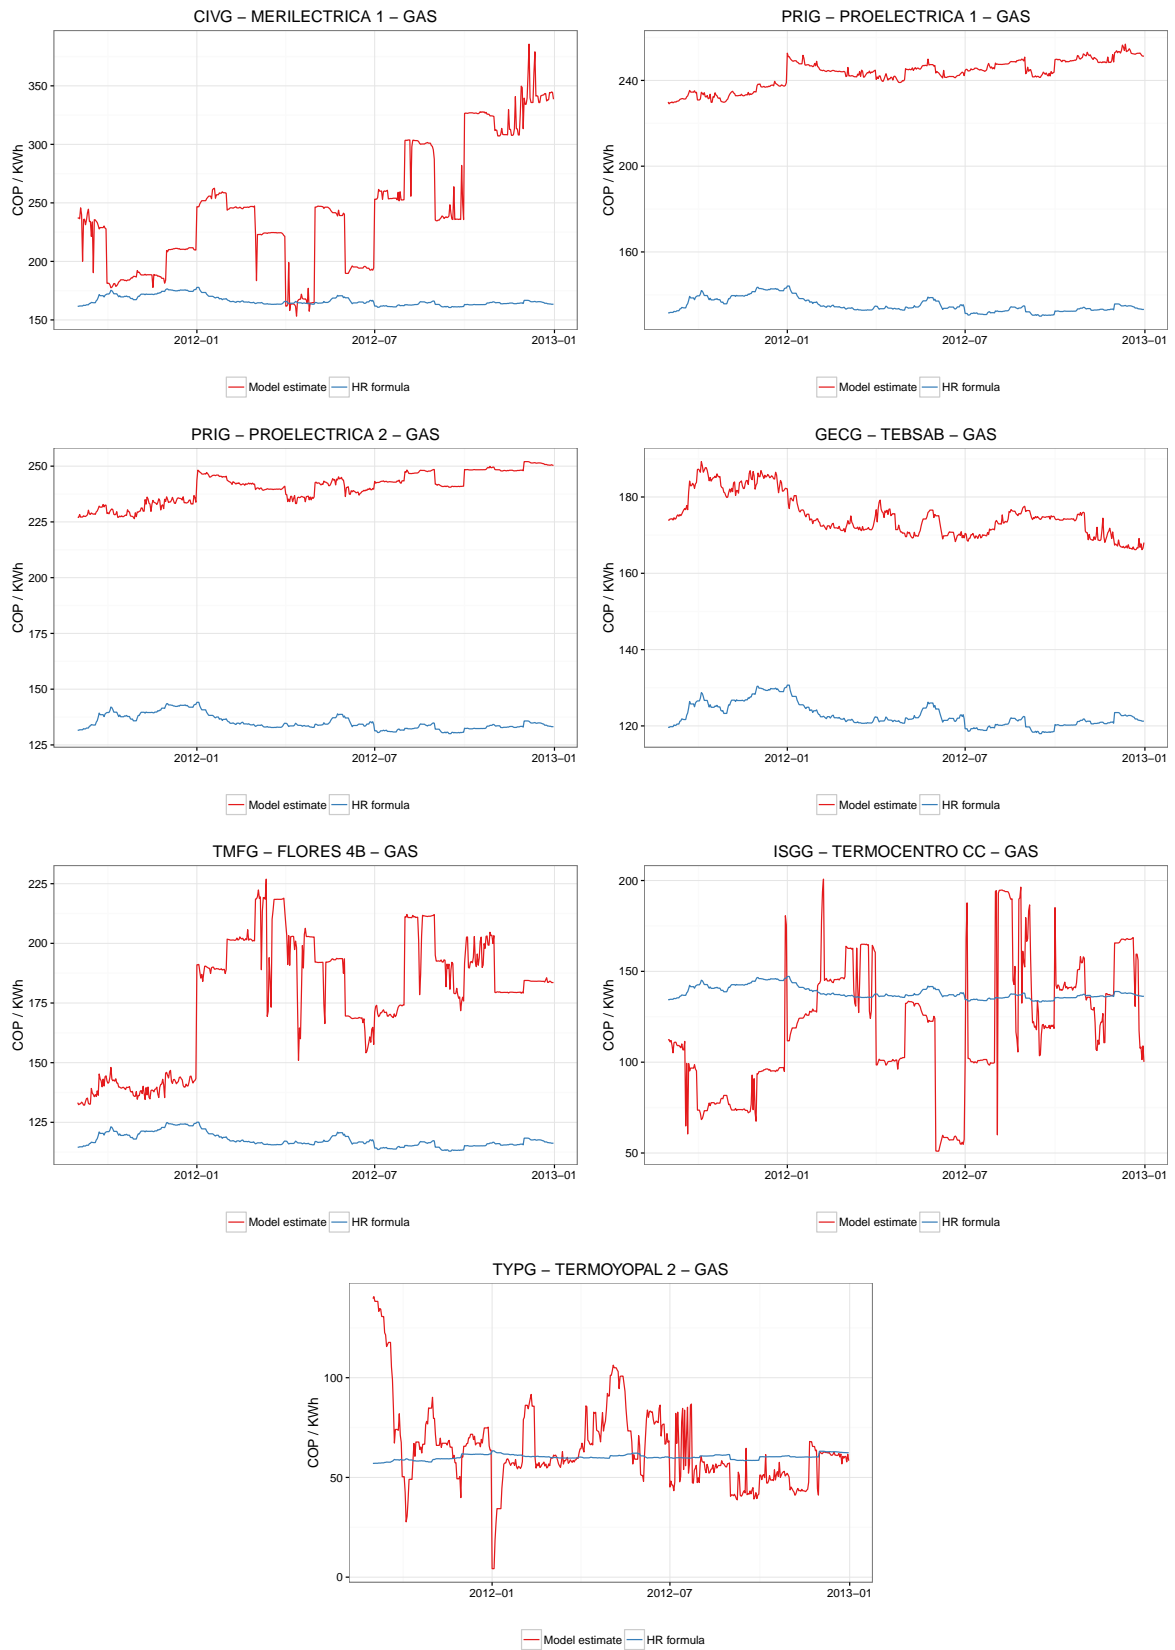 CIVG – MERILECTRICA 1 – GAS
COP / KWh
350
300
250
200
150
2012−01 2012−07 2013−01
Model estimate HR formula
PRIG – PROELECTRICA 1 – GAS
COP / KWh
240
200
160
2012−01 2012−07 2013−01
Model estimate HR formula
PRIG – PROELECTRICA 2 – GAS
COP / KWh
250
225
200
175
150
125
2012−01 2012−07 2013−01
Model estimate HR formula
GECG – TEBSAB – GAS
COP / KWh
180
160
140
120
2012−01 2012−07 2013−01
Model estimate HR formula
TMFG – FLORES 4B – GAS
COP / KWh
225
200
175
150
125
2012−01 2012−07 2013−01
Model estimate HR formula
ISGG – TERMOCENTRO CC – GAS
COP / KWh
200
150
100
50
2012−01 2012−07 2013−01
Model estimate HR formula
TYPG – TERMOYOPAL 2 – GAS
COP / KWh
100
50
0
2012−01 2012−07 2013−01
Model estimate HR formula